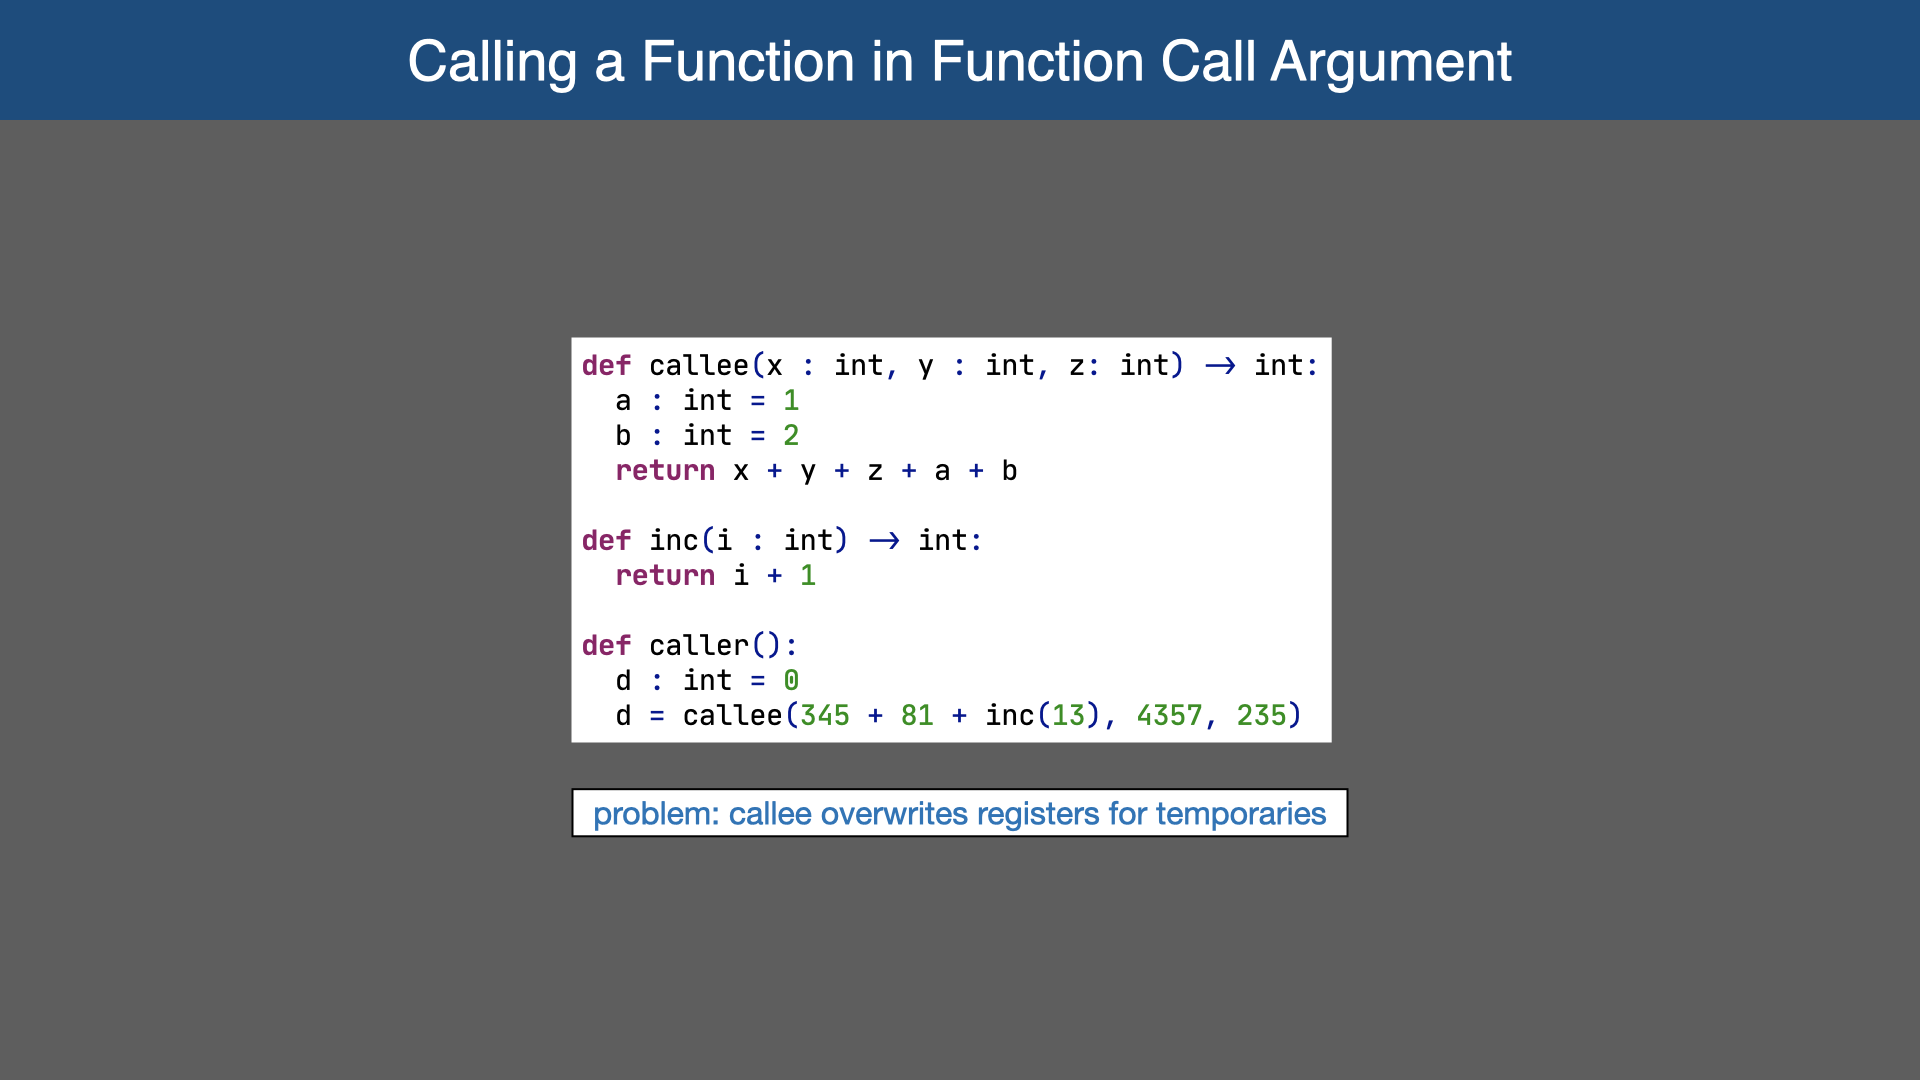 Calling a Function in Function Call Argument
def callee(x : int, y : int, z: int) → int:
  a : int = 1
  b : int = 2
  return x + y + z + a + b
def inc(i : int) → int:
  return i + 1
def caller():
  d : int = 0
  d = callee(345 + 81 + inc(13), 4357, 235)
problem: callee overwrites registers for temporaries